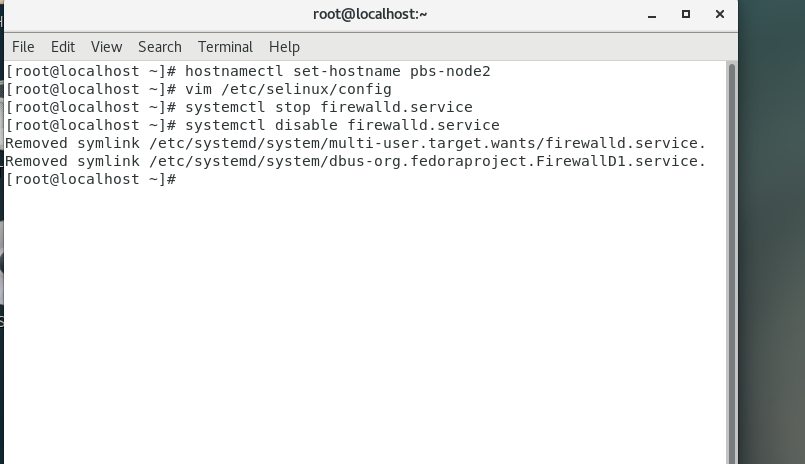 root@localhost:~
File Edit View Search Terminal Help
[root@localhost ~]# hostnamectl set-hostname pbs-node2
[root@localhost ~]# vim /etc/selinux/config
[root@localhost ~]# systemctl stop firewalld.service
[root@localhost ~]# systemctl disable firewalld.service
Removed symlink /etc/systemd/system/multi-user.target.wants/firewalld.service.
Removed symlink /etc/systemd/system/dbus-org.fedoraproject.FirewallD1.service.
[root@localhost ~]#